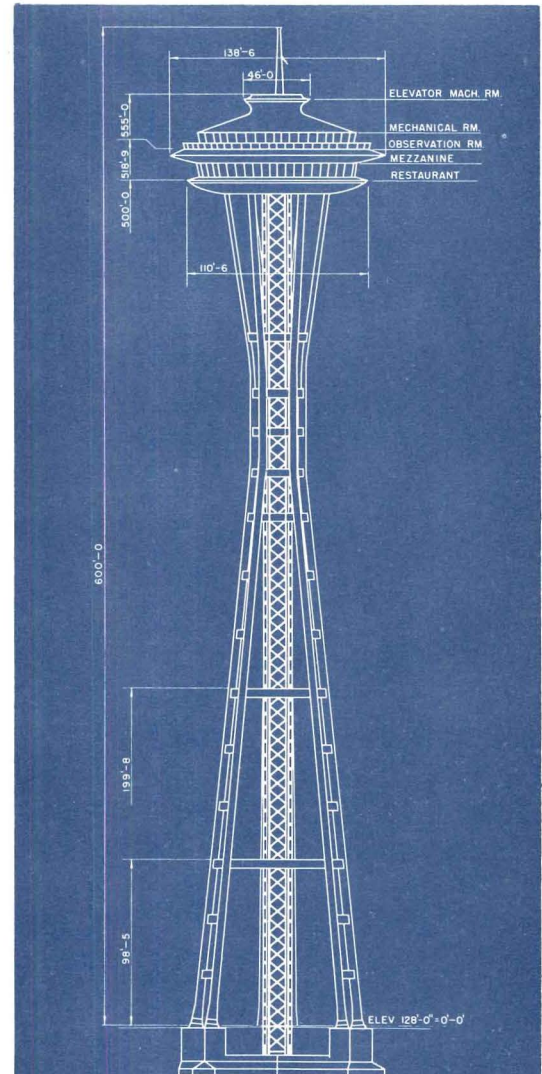 138'-6
46'-0
ELEVATOR MACH. RM.
555'-0
MECHANICAL RM.
OBSERVATION RM.
518'-9
MEZZANINE
RESTAURANT
500'-0
110'-6
600'-0
199'-8
98'-5
ELEV 128'-0"=0'-0'